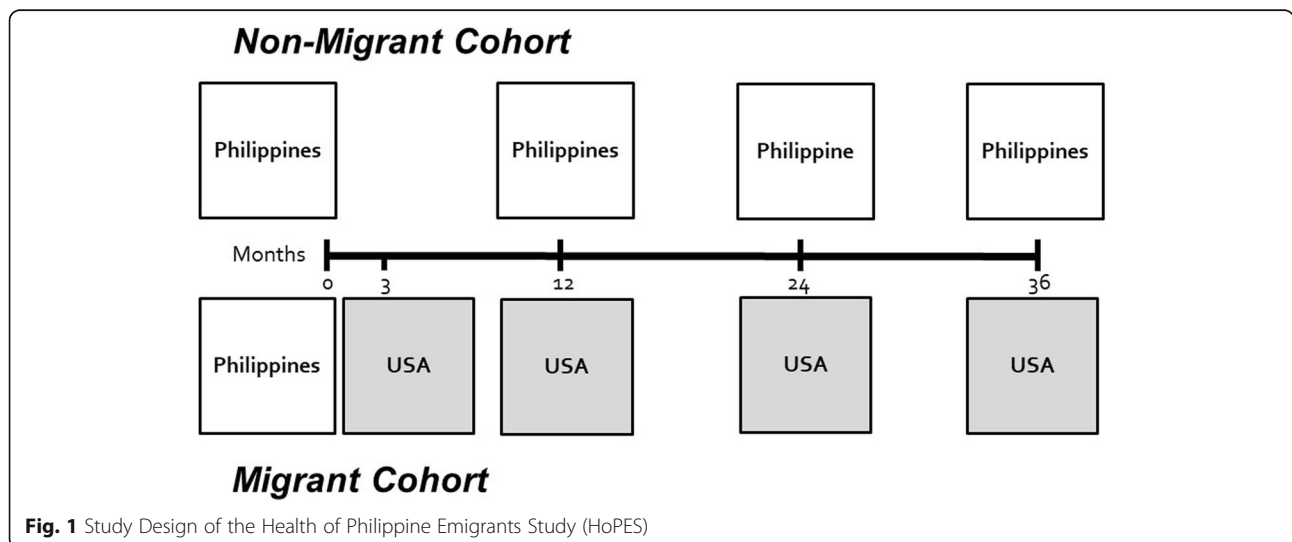 Non-Migrant Cohort
Philippines Philippines Philippine Philippines
Months
0 3 12 24 36
Philippines USA USA USA USA
Migrant Cohort
Fig. 1 Study Design of the Health of Philippine Emigrants Study (HoPES)